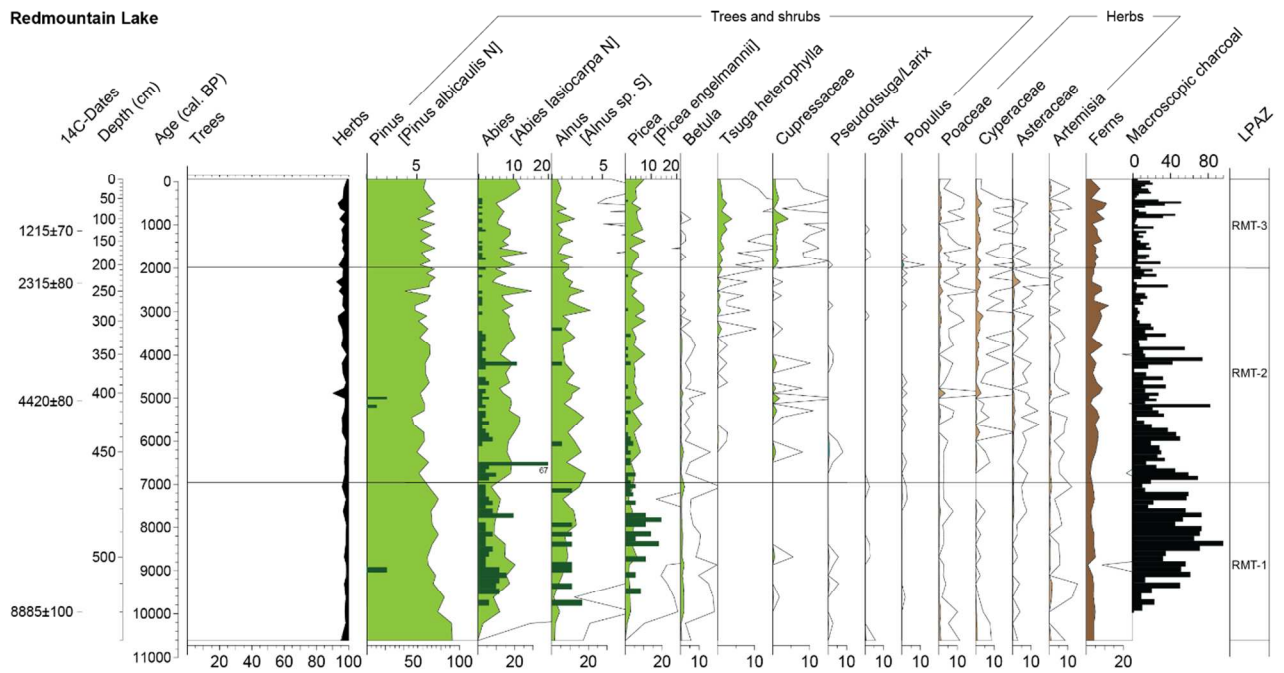 Redmountain Lake
Trees and shrubs
Herbs
14C-Dates
Depth (cm)
Age (cal. BP)
Trees
Herbs
Pinus
[Pinus albicaulis N]
Abies
[Abies lasiocarpa N]
Alnus
[Alnus sp. S]
Picea
[Picea engelmannii]
Betula
Tsuga heterophylla
Cupressaceae
Pseudotsuga/Larix
Salix
Populus
Poaceae
Cyperaceae
Asteraceae
Artemisia
Ferns
Macroscopic charcoal
LPAZ
5 10 20 5 10 20 0 40 80
0 0
50
100 1000
1215±70 150
200 2000
2315±80 250
3000
300
350 4000
400 5000
4420±80
6000
450
67
7000
8000
500
9000
8885±100 10000
11000
RMT-3
RMT-2
RMT-1
20 40 60 80 100 50 100 20 20 20 10 10 10 10 10 10 10 10 10 10 20